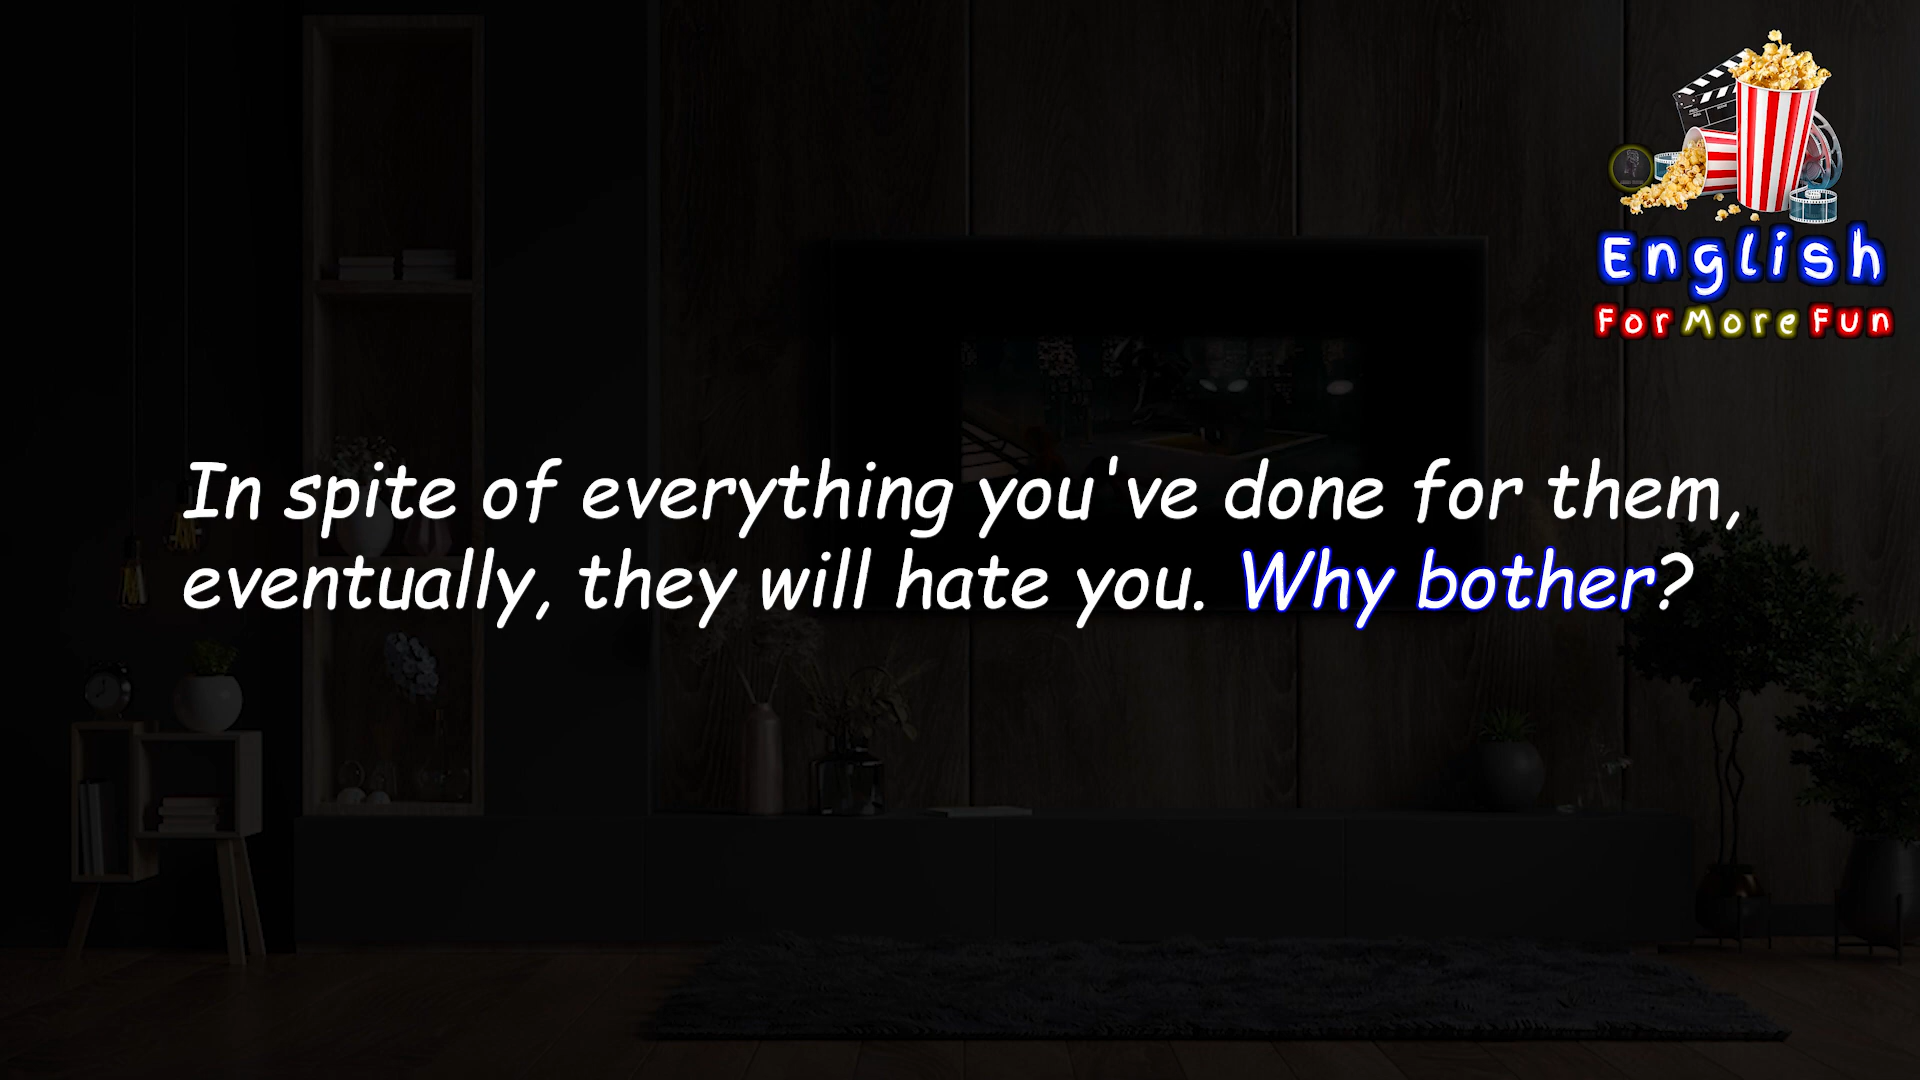 English
For More Fun
In spite of everything you've done for them,
eventually, they will hate you. Why bother?